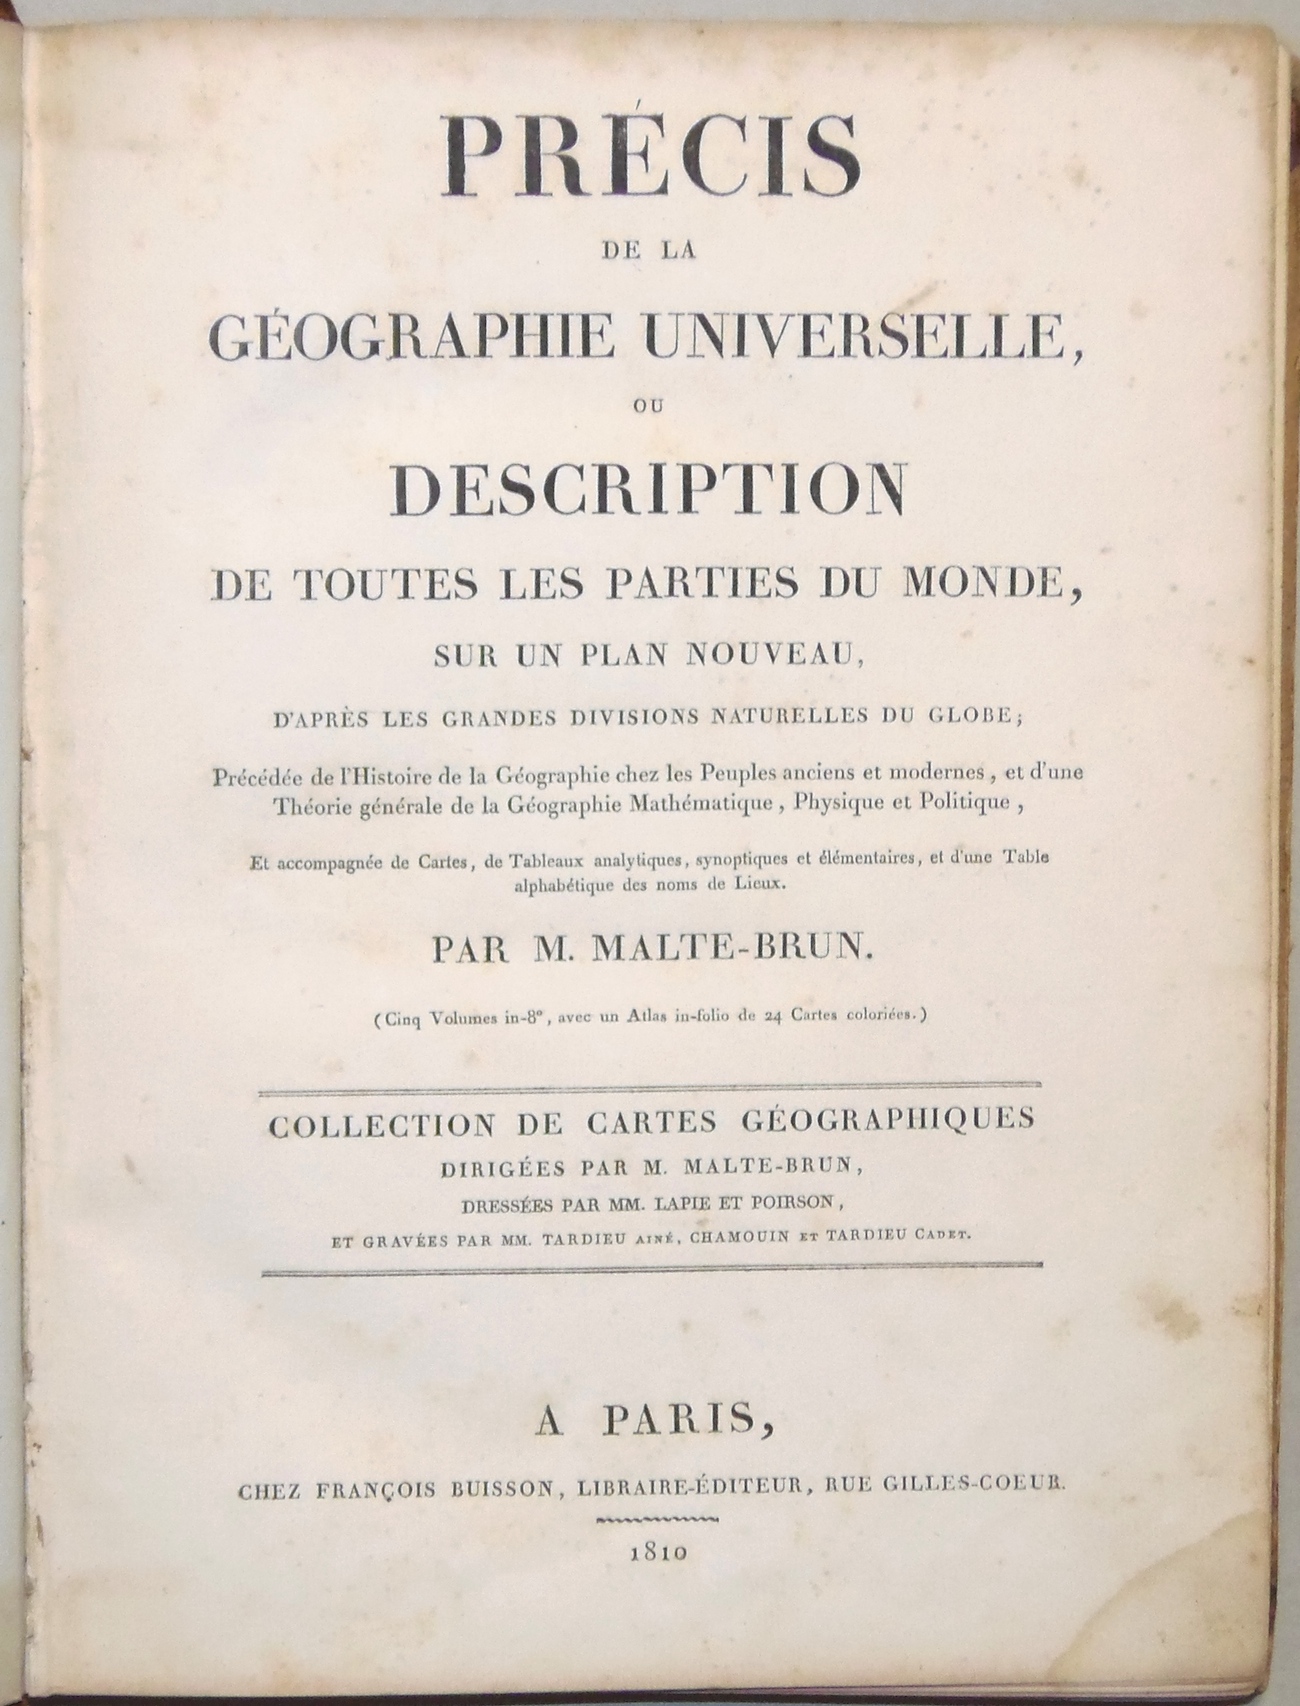 PRÉCIS
DE LA
GÉOGRAPHIE UNIVERSELLE,
OU
DESCRIPTION
DE TOUTES LES PARTIES DU MONDE,
SUR UN PLAN NOUVEAU,
D'APRÈS LES GRANDES DIVISIONS NATURELLES DU GLOBE;
Précédée de l'Histoire de la Géographie chez les Peuples anciens et modernes, et d'une
Théorie générale de la Géographie Mathématique, Physique et Politique,
Et accompagnée de Cartes, de Tableaux analytiques, synoptiques et élémentaires, et d'une Table
alphabétique des noms de Lieux.
PAR M. MALTE-BRUN.
(Cinq Volumes in-8°, avec un Atlas in-folio de 24 Cartes coloriées.)
COLLECTION DE CARTES GÉOGRAPHIQUES
DIRIGÉES PAR M. MALTE-BRUN,
DRESSÉES PAR MM. LAPIE ET POIRSON,
ET GRAVÉES PAR MM. TARDIEU AINÉ, CHAMOUIN ET TARDIEU CADET.
A PARIS,
CHEZ FRANÇOIS BUISSON, LIBRAIRE-ÉDITEUR, RUE GILLES-COEUR.
1810